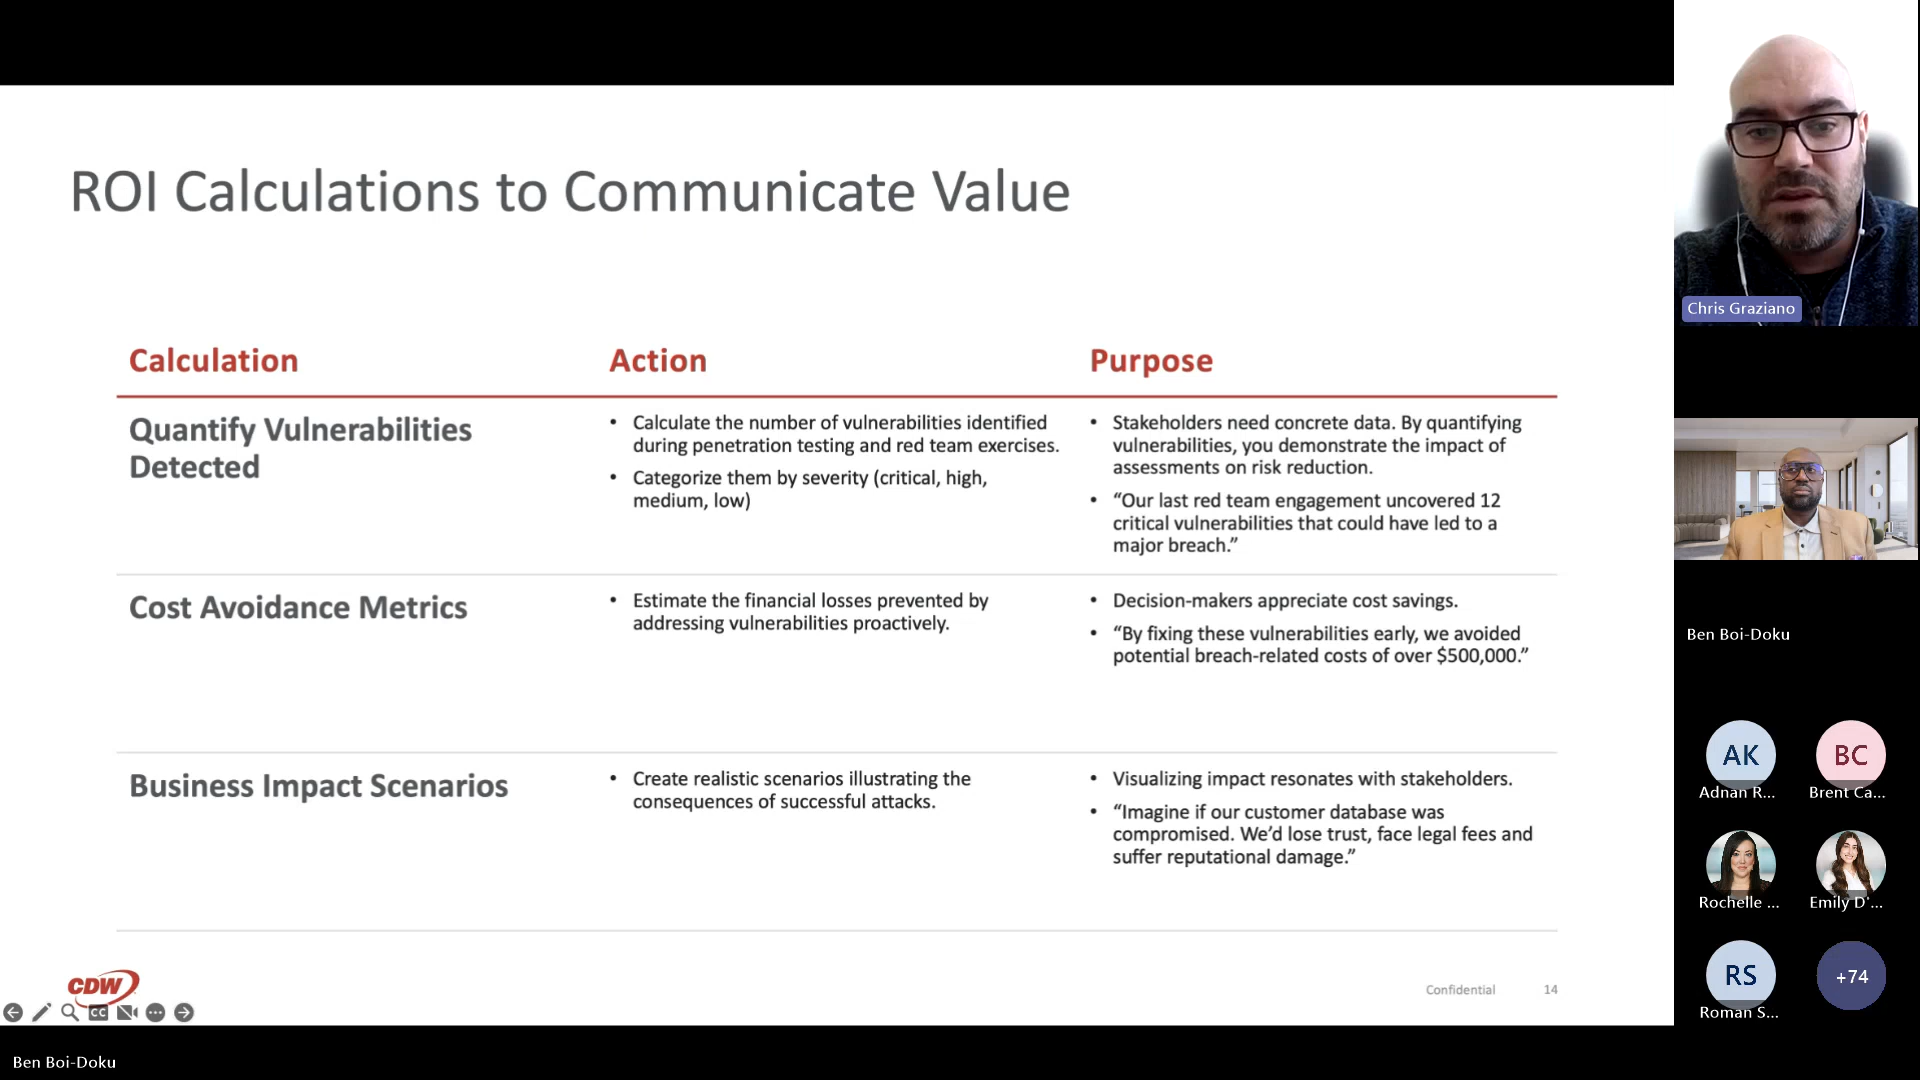 ROI Calculations to Communicate Value
Calculation
Action
Purpose
Quantify Vulnerabilities
Detected
• Calculate the number of vulnerabilities identified
during penetration testing and red team exercises.
• Categorize them by severity (critical, high,
medium, low)
• Stakeholders need concrete data. By quantifying
vulnerabilities, you demonstrate the impact of
assessments on risk reduction.
• “Our last red team engagement uncovered 12
critical vulnerabilities that could have led to a
major breach.”
Cost Avoidance Metrics
• Estimate the financial losses prevented by
addressing vulnerabilities proactively.
• Decision-makers appreciate cost savings.
• “By fixing these vulnerabilities early, we avoided
potential breach-related costs of over $500,000.”
Business Impact Scenarios
• Create realistic scenarios illustrating the
consequences of successful attacks.
• Visualizing impact resonates with stakeholders.
• “Imagine if our customer database was
compromised. We’d lose trust, face legal fees and
suffer reputational damage.”
CDW
CC
Confidential
14
Ben Boi-Doku
Chris Graziano
Ben Boi-Doku
AK
Adnan R...
BC
Brent Ca...
Rochelle ...
Emily D'...
RS
Roman S...
+74